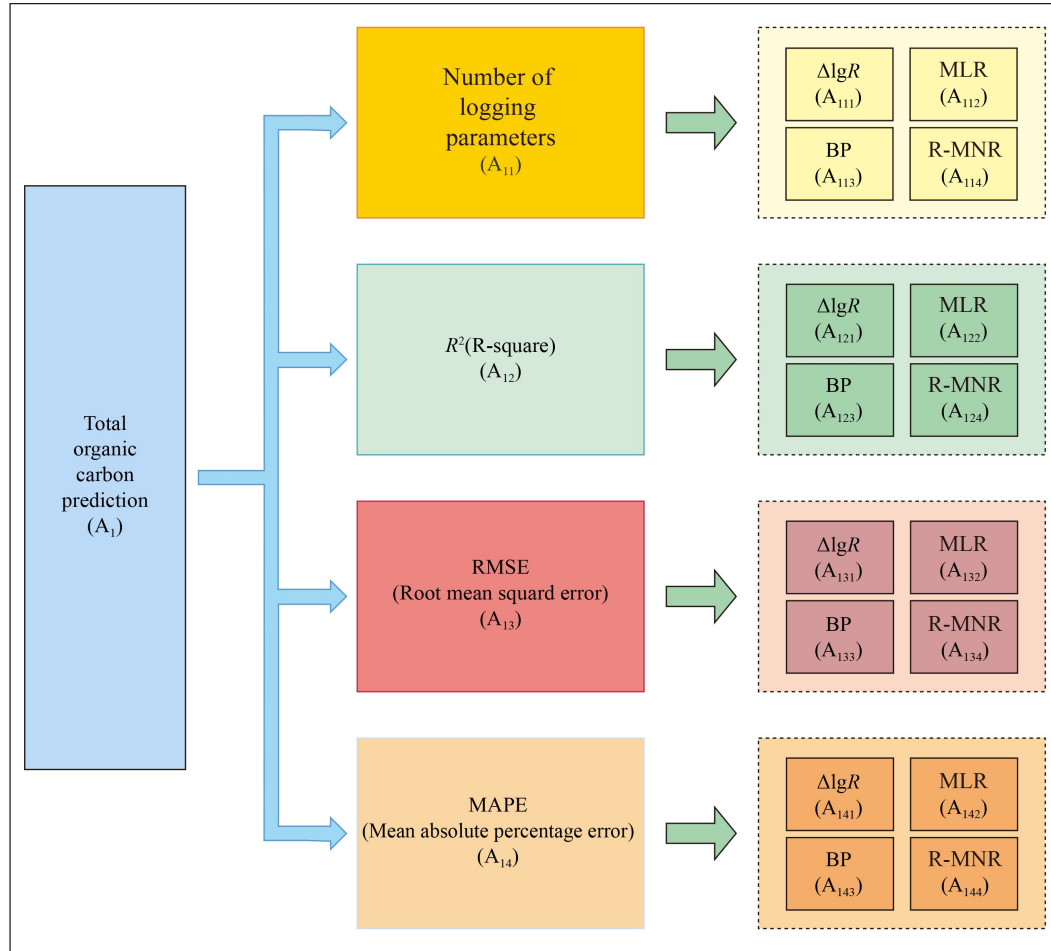 Total
organic
carbon
prediction
(A₁)
Number of
logging
parameters
(A₁₁)
ΔlgR
(A₁₁₁)
MLR
(A₁₁₂)
BP
(A₁₁₃)
R-MNR
(A₁₁₄)
R²(R-square)
(A₁₂)
ΔlgR
(A₁₂₁)
MLR
(A₁₂₂)
BP
(A₁₂₃)
R-MNR
(A₁₂₄)
RMSE
(Root mean squard error)
(A₁₃)
ΔlgR
(A₁₃₁)
MLR
(A₁₃₂)
BP
(A₁₃₃)
R-MNR
(A₁₃₄)
MAPE
(Mean absolute percentage error)
(A₁₄)
ΔlgR
(A₁₄₁)
MLR
(A₁₄₂)
BP
(A₁₄₃)
R-MNR
(A₁₄₄)